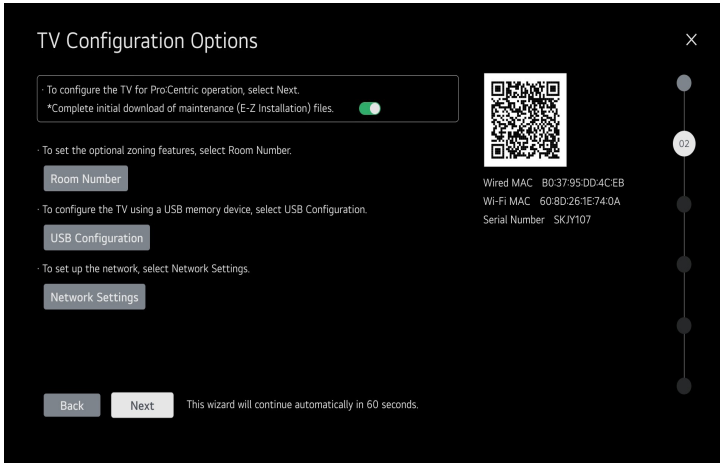 TV Configuration Options
X
· To configure the TV for Pro:Centric operation, select Next.
*Complete initial download of maintenance (E-Z Installation) files.
· To set the optional zoning features, select Room Number.
Room Number
· To configure the TV using a USB memory device, select USB Configuration.
USB Configuration
· To set up the network, select Network Settings.
Network Settings
Wired MAC B0:37:95:DD:4C:EB
Wi-Fi MAC 60:8D:26:1E:74:0A
Serial Number SKJY107
02
Back
Next
This wizard will continue automatically in 60 seconds.